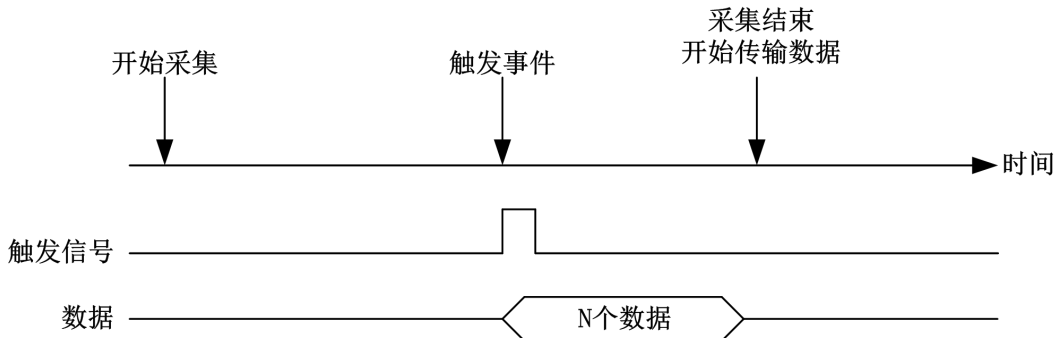 开始采集
触发事件
采集结束
开始传输数据
时间
触发信号
数据
N个数据